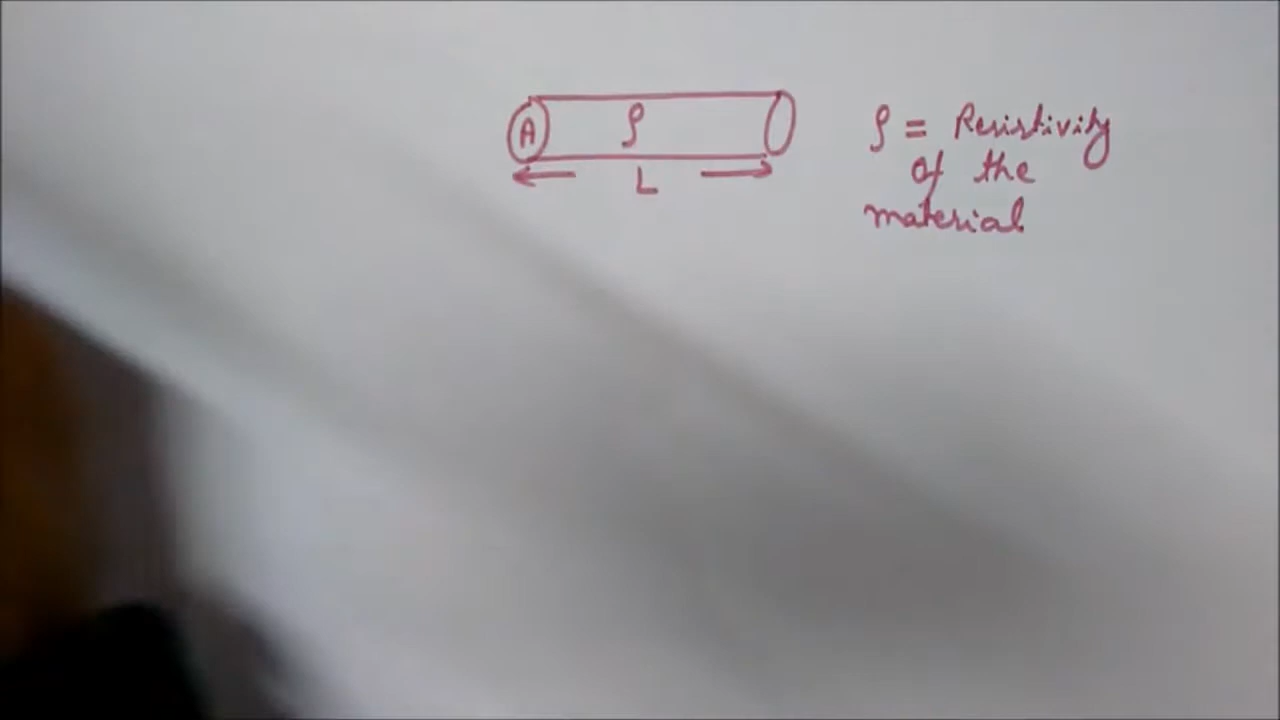 A
ρ
L
ρ = Resistivity
of the
material